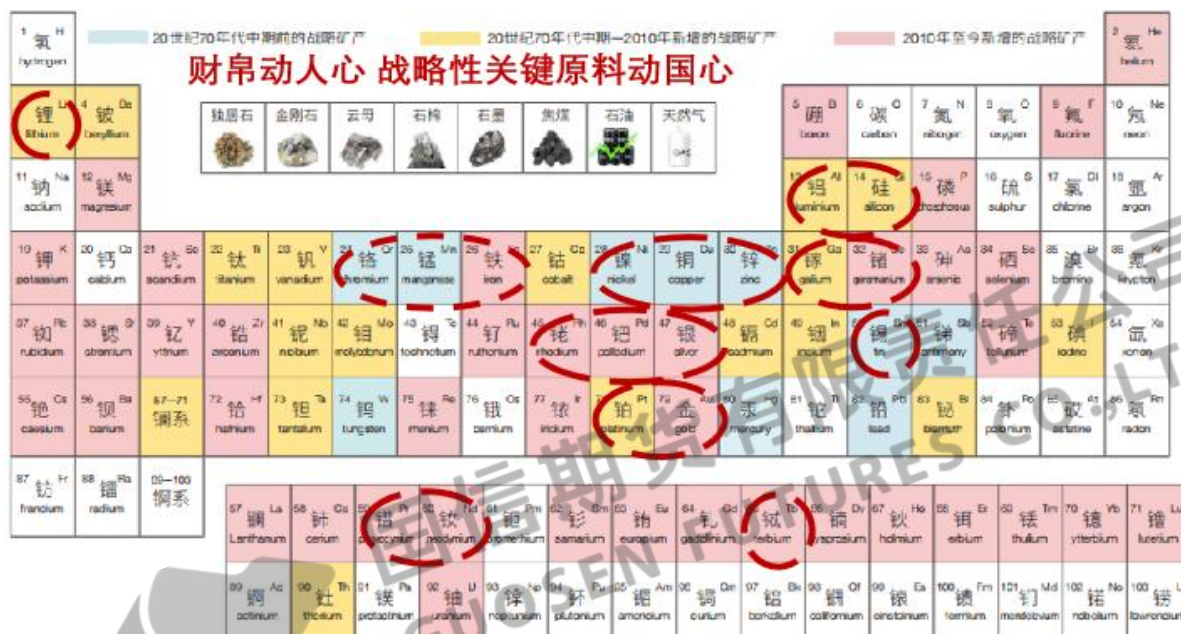 20世纪70年代中期前的战略矿产 20世纪70年代中期—2010年新增的战略矿产 2010年至今新增的战略矿产
财帛动人心 战略性关键原料动国心
1 氢 H hydrogen
2 氦 He helium
独居石 金刚石 云母 石棉 石墨 焦煤 石油 天然气
GAS
锂 Li lithium
4 铍 Be beryllium
5 硼 B boron
6 碳 C carbon
7 氮 N nitrogen
8 氧 O oxygen
9 氟 F fluorine
10 氖 Ne neon
11 钠 Na sodium
12 镁 Mg magnesium
13 铝 Al aluminium
14 硅 Si silicon
15 磷 P phosphorus
16 硫 S sulphur
17 氯 Cl chlorine
18 氩 Ar argon
19 钾 K potassium
20 钙 Ca calcium
21 钪 Sc scandium
22 钛 Ti titanium
23 钒 V vanadium
24 铬 Cr chromium
25 锰 Mn manganese
26 铁 iron
27 钴 Co cobalt
28 镍 Ni nickel
29 铜 Cu copper
30 锌 zinc
31 镓 Ga gallium
32 锗 Ge germanium
33 砷 As arsenic
34 硒 Se selenium
35 溴 Br bromine
36 氪 Kr krypton
37 铷 Rb rubidium
38 锶 Sr strontium
39 钇 Y yttrium
40 锆 Zr zirconium
41 铌 Nb niobium
42 钼 Mo molybdenum
43 锝 Tc technetium
44 钌 Ru ruthenium
45 铑 Rh rhodium
46 钯 Pd palladium
47 银 silver
48 镉 Cd cadmium
49 铟 In indium
锡 Sn tin
51 锑 Sb antimony
52 碲 Te tellurium
53 碘 I iodine
54 氙 Xe xenon
55 铯 Cs caesium
56 钡 Ba barium
57—71 镧系
72 铪 Hf hafnium
73 钽 Ta tantalum
74 钨 W tungsten
75 铼 Re rhenium
76 锇 Os osmium
77 铱 Ir iridium
铂 Pt platinum
79 金 Au gold
80 汞 Hg mercury
81 铊 Tl thallium
82 铅 Pb lead
83 铋 Bi bismuth
84 钋 Po polonium
85 砹 At astatine
86 氡 Rn radon
87 钫 Fr francium
88 镭 Ra radium
89—103 锕系
57 镧 La Lanthanum
58 铈 Ce cerium
59 镨 Pr praseodymium
60 钕 Nd neodymium
61 钷 Pm promethium
62 钐 Sm samarium
63 铕 Eu europium
64 钆 Gd gadolinium
铽 Tb terbium
66 镝 Dy dysprosium
67 钬 Ho holmium
68 铒 Er erbium
69 铥 Tm thulium
70 镱 Yb ytterbium
71 镥 Lu lutetium
89 锕 Ac actinium
90 钍 Th thorium
91 镤 Pa protactinium
92 铀 U uranium
93 镎 Np neptunium
94 钚 Pu plutonium
95 镅 Am americium
96 锔 Cm curium
97 锫 Bk berkelium
98 锎 Cf californium
99 锿 Es einsteinium
100 镄 Fm fermium
101 钔 Md mendelevium
102 锘 No nobelium
103 铹 lawrencium
国信期货有限责任公司
GUOSEN FUTURES CO.,LT